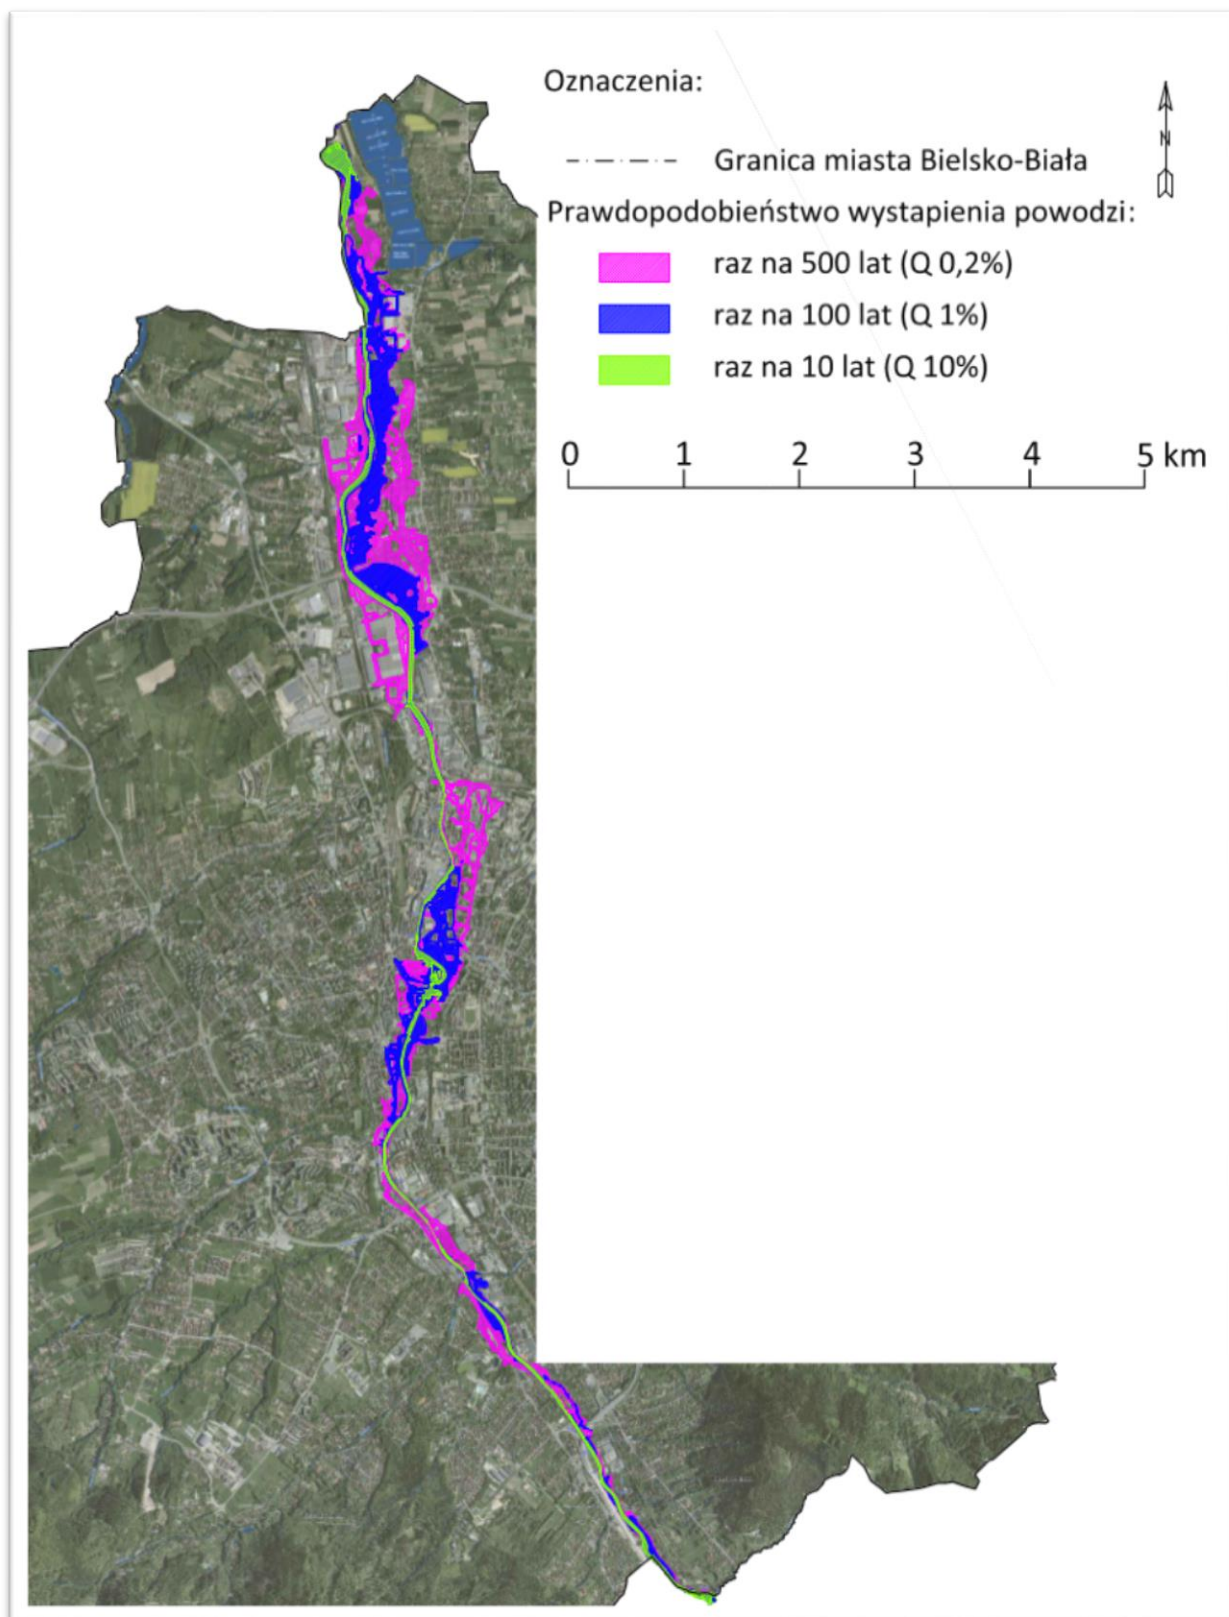 Oznaczenia:
N
Granica miasta Bielsko-Biała
Prawdopodobieństwo wystapienia powodzi:
raz na 500 lat (Q 0,2%)
raz na 100 lat (Q 1%)
raz na 10 lat (Q 10%)
0 1 2 3 4 5 km